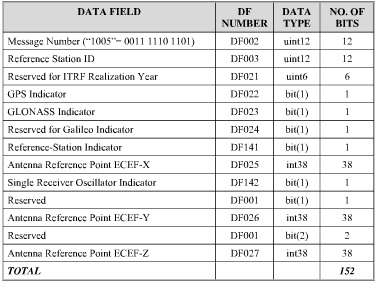 DATA FIELD DF NUMBER DATA TYPE NO. OF BITS
Message Number (“1005”= 0011 1110 1101) DF002 uint12 12
Reference Station ID DF003 uint12 12
Reserved for ITRF Realization Year DF021 uint6 6
GPS Indicator DF022 bit(1) 1
GLONASS Indicator DF023 bit(1) 1
Reserved for Galileo Indicator DF024 bit(1) 1
Reference-Station Indicator DF141 bit(1) 1
Antenna Reference Point ECEF-X DF025 int38 38
Single Receiver Oscillator Indicator DF142 bit(1) 1
Reserved DF001 bit(1) 1
Antenna Reference Point ECEF-Y DF026 int38 38
Reserved DF001 bit(2) 2
Antenna Reference Point ECEF-Z DF027 int38 38
TOTAL 152